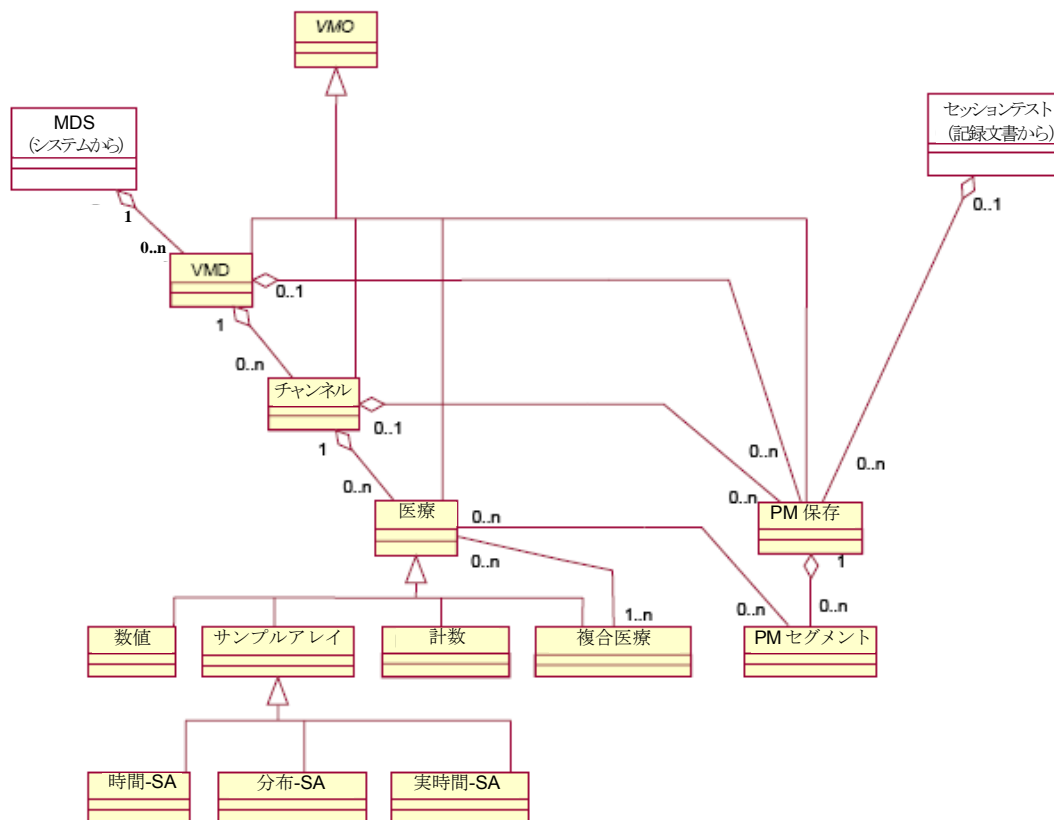 VMO
MDS
(システムから)
セッションテスト
(記録文書から)
1
0..1
0..n
VMD
0..1
1
0..n
チャンネル
0..1
1
0..n
0..n
0..n
0..n
医療
0..n
PM 保存
0..n
1
1..n
0..n
0..n
数値
サンプルアレイ
計数
複合医療
PM セグメント
時間-SA
分布-SA
実時間-SA